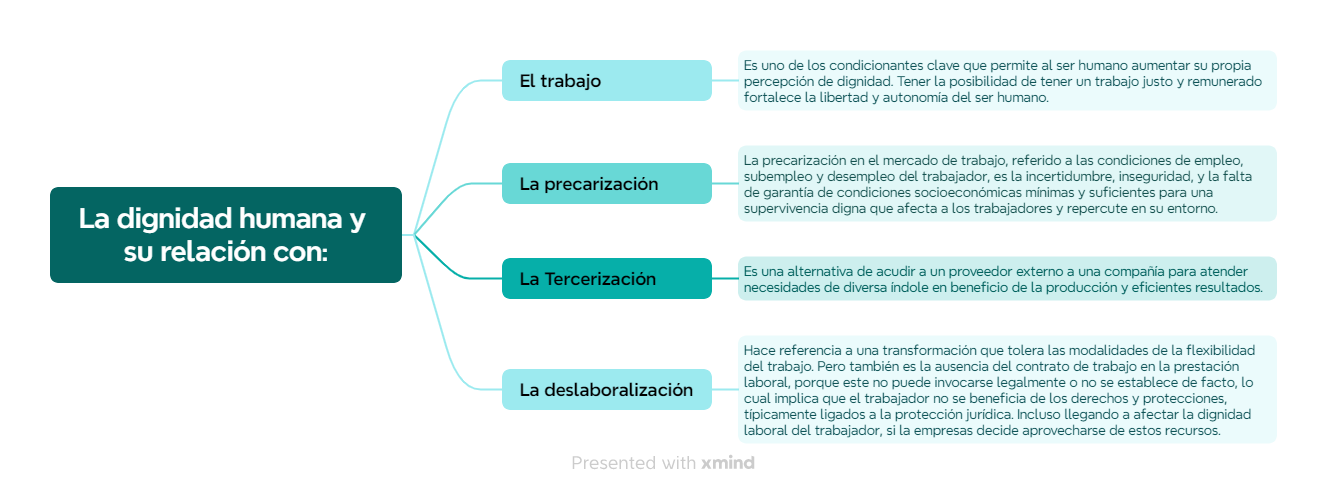 La dignidad humana y
su relación con:
El trabajo
Es uno de los condicionantes clave que permite al ser humano aumentar su propia
percepción de dignidad. Tener la posibilidad de tener un trabajo justo y remunerado
fortalece la libertad y autonomía del ser humano.
La precarización
La precarización en el mercado de trabajo, referido a las condiciones de empleo,
subempleo y desempleo del trabajador, es la incertidumbre, inseguridad, y la falta
de garantía de condiciones socioeconómicas mínimas y suficientes para una
supervivencia digna que afecta a los trabajadores y repercute en su entorno.
La Tercerización
Es una alternativa de acudir a un proveedor externo a una compañía para atender
necesidades de diversa índole en beneficio de la producción y eficientes resultados.
La deslaboralización
Hace referencia a una transformación que tolera las modalidades de la flexibilidad
del trabajo. Pero también es la ausencia del contrato de trabajo en la prestación
laboral, porque este no puede invocarse legalmente o no se establece de facto, lo
cual implica que el trabajador no se beneficia de los derechos y protecciones,
típicamente ligados a la protección jurídica. Incluso llegando a afectar la dignidad
laboral del trabajador, si la empresas decide aprovecharse de estos recursos.
Presented with xmind